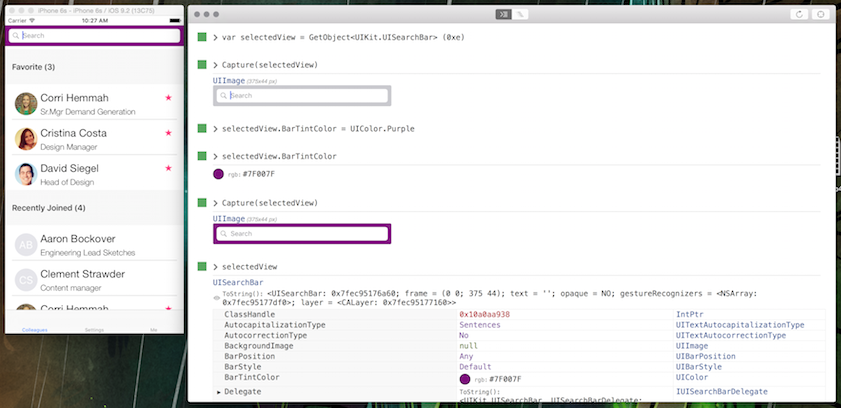 iPhone 6s - iPhone 6s / iOS 9.2 (13C75)
Carrier
10:27 AM
Search
Favorite (3)
Corri Hemmah
Sr.Mgr Demand Generation
Cristina Costa
Design Manager
David Siegel
Head of Design
Recently Joined (4)
AB
Aaron Bockover
Engineering Lead Sketches
CS
Clement Strawder
Content manager
Corri Hemmah
Colleagues
Settings
Me
> var selectedView = GetObject<UIKit.UISearchBar> (0xe)
> Capture(selectedView)
UIImage (375x44 px)
Search
> selectedView.BarTintColor = UIColor.Purple
> selectedView.BarTintColor
rgb: #7F007F
> Capture(selectedView)
UIImage (375x44 px)
Search
> selectedView
UISearchBar
ToString(): <UISearchBar: 0x7fec95176a60; frame = (0 0; 375 44); text = ''; opaque = NO; gestureRecognizers = <NSArray:
0x7fec95177df0>; layer = <CALayer: 0x7fec95177160>>
ClassHandle 0x10a0aa938 IntPtr
AutocapitalizationType Sentences UITextAutocapitalizationType
AutocorrectionType No UITextAutocorrectionType
BackgroundImage null UIImage
BarPosition Any UIBarPosition
BarStyle Default UIBarStyle
BarTintColor rgb: #7F007F UIColor
Delegate ToString(): IUISearchBarDelegate
<UIKit.UISearchBar._UISearchBarDelegate: